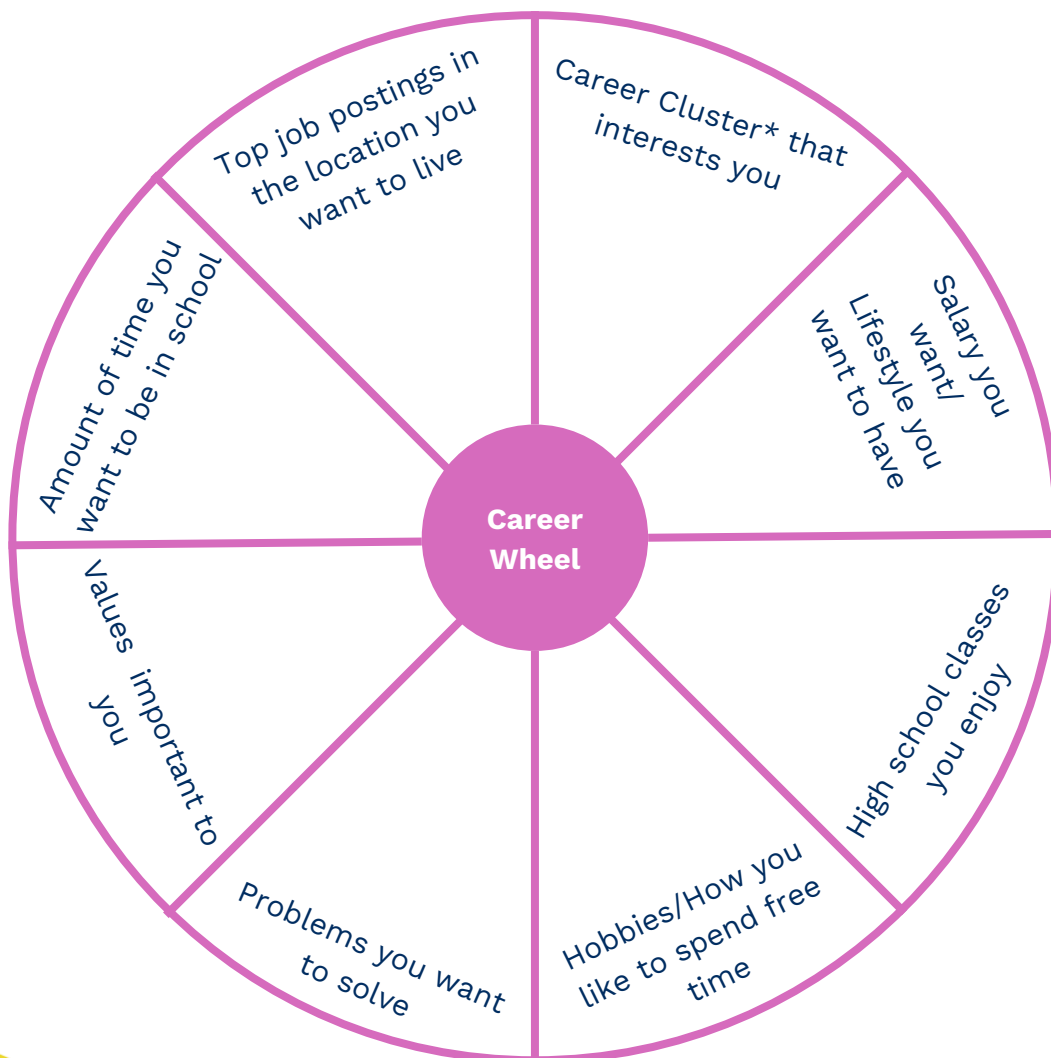 Top job postings in
the location you
want to live
Career Cluster* that
interests you
Salary you
want/
Lifestyle you
want to have
High school classes
you enjoy
Hobbies/How you
like to spend free
time
Problems you want
to solve
Values important to
you
Amount of time you
want to be in school
Career
Wheel